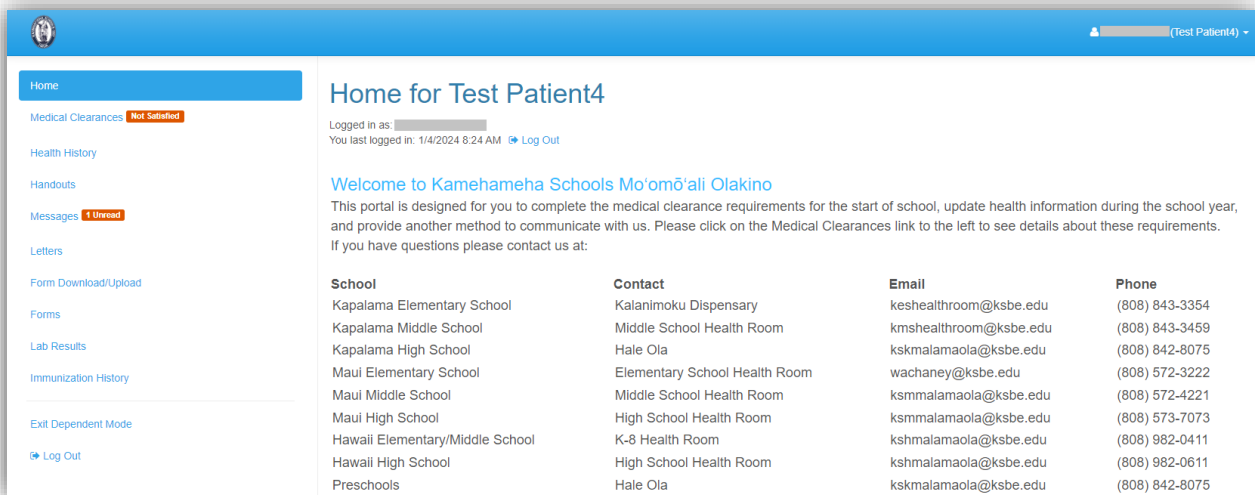 (Test Patient4)
Home
Medical Clearances Not Satisfied
Health History
Handouts
Messages 1 Unread
Letters
Form Download/Upload
Forms
Lab Results
Immunization History
Exit Dependent Mode
Log Out
Home for Test Patient4
Logged in as:
You last logged in: 1/4/2024 8:24 AM Log Out
Welcome to Kamehameha Schools Mo‘omō‘ali Olakino
This portal is designed for you to complete the medical clearance requirements for the start of school, update health information during the school year,
and provide another method to communicate with us. Please click on the Medical Clearances link to the left to see details about these requirements.
If you have questions please contact us at:
School Contact Email Phone
Kapalama Elementary School Kalanimoku Dispensary keshealthroom@ksbe.edu (808) 843-3354
Kapalama Middle School Middle School Health Room kmshealthroom@ksbe.edu (808) 843-3459
Kapalama High School Hale Ola kskmalamaola@ksbe.edu (808) 842-8075
Maui Elementary School Elementary School Health Room wachaney@ksbe.edu (808) 572-3222
Maui Middle School Middle School Health Room ksmmalamaola@ksbe.edu (808) 572-4221
Maui High School High School Health Room ksmmalamaola@ksbe.edu (808) 573-7073
Hawaii Elementary/Middle School K-8 Health Room kshmalamaola@ksbe.edu (808) 982-0411
Hawaii High School High School Health Room kshmalamaola@ksbe.edu (808) 982-0611
Preschools Hale Ola kskmalamaola@ksbe.edu (808) 842-8075